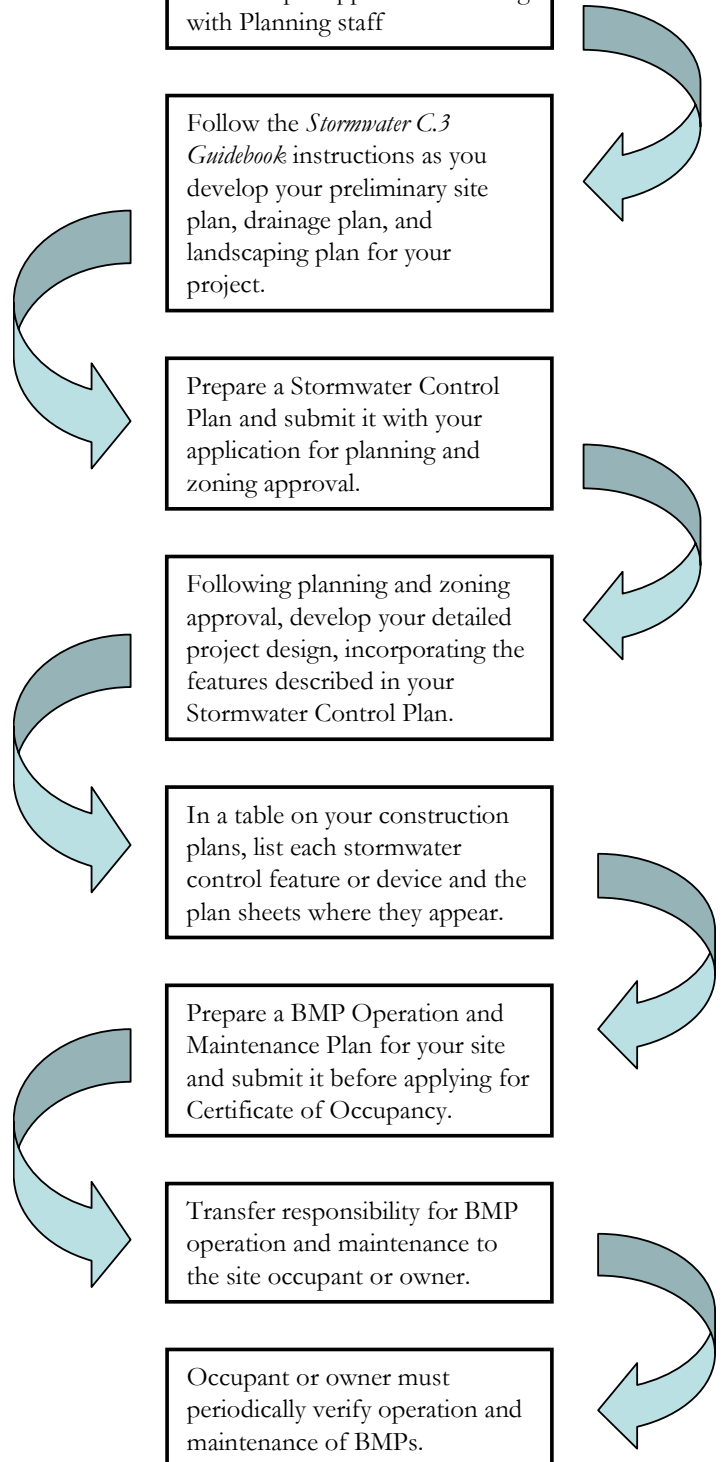 with Planning staff
Follow the Stormwater C.3
Guidebook instructions as you
develop your preliminary site
plan, drainage plan, and
landscaping plan for your
project.
Prepare a Stormwater Control
Plan and submit it with your
application for planning and
zoning approval.
Following planning and zoning
approval, develop your detailed
project design, incorporating the
features described in your
Stormwater Control Plan.
In a table on your construction
plans, list each stormwater
control feature or device and the
plan sheets where they appear.
Prepare a BMP Operation and
Maintenance Plan for your site
and submit it before applying for
Certificate of Occupancy.
Transfer responsibility for BMP
operation and maintenance to
the site occupant or owner.
Occupant or owner must
periodically verify operation and
maintenance of BMPs.